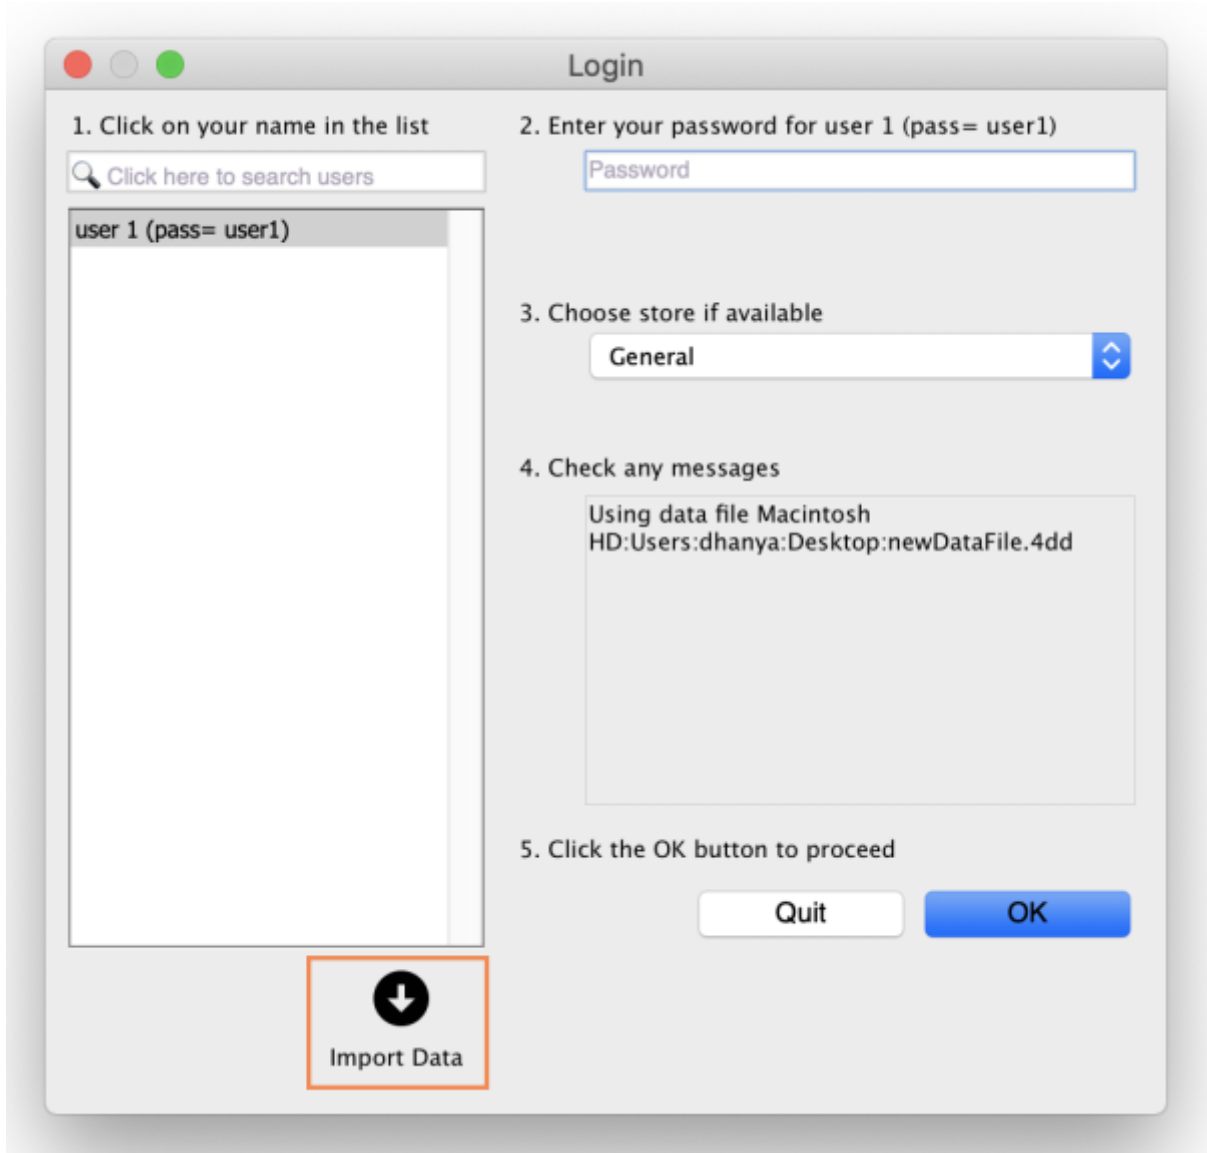 Login
1. Click on your name in the list
Click here to search users
user 1 (pass= user1)
2. Enter your password for user 1 (pass= user1)
Password
3. Choose store if available
General
4. Check any messages
Using data file Macintosh
HD:Users:dhanya:Desktop:newDataFile.4dd
5. Click the OK button to proceed
Quit
OK
Import Data